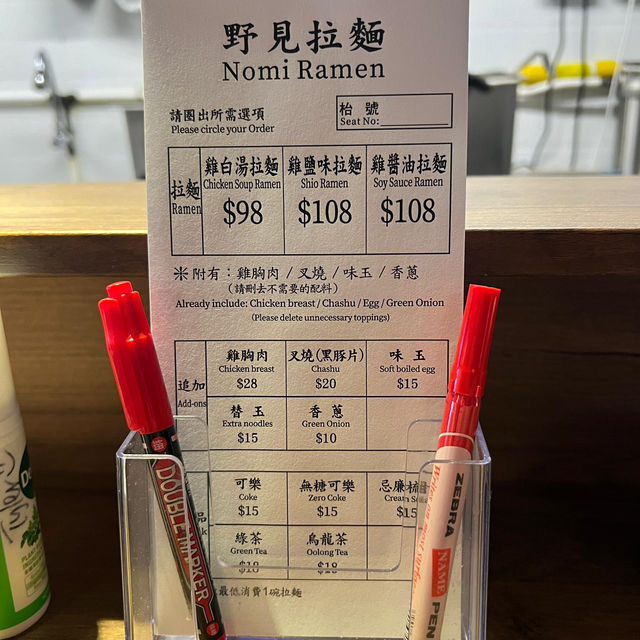 野見拉麵
Nomi Ramen
請圈出所需選項
Please circle your Order
枱 號
Seat No:
拉麵
Ramen
雞白湯拉麵 雞鹽味拉麵 雞醬油拉麵
Chicken Soup Ramen Shio Ramen Soy Sauce Ramen
$98 $108 $108
※附有：雞胸肉 / 叉燒 / 味玉 / 香蔥
(請刪去不需要的配料)
Already include: Chicken breast / Chashu / Egg / Green Onion
(Please delete unnecessary toppings)
追加
Add-ons
雞胸肉 叉燒(黑豚片) 味 玉
Chicken breast Chashu Soft boiled egg
$28 $20 $15
替 玉 香 蔥
Extra noodles Green Onion
$15 $10
可樂 無糖可樂 忌廉
Coke Zero Coke Cream
$15 $15 $15
品
綠茶 烏龍茶
Green Tea Oolong Tea
$18 $18
最低消費1碗拉麵
DOUBLE MARKER
ZEBRA
NAME PEN